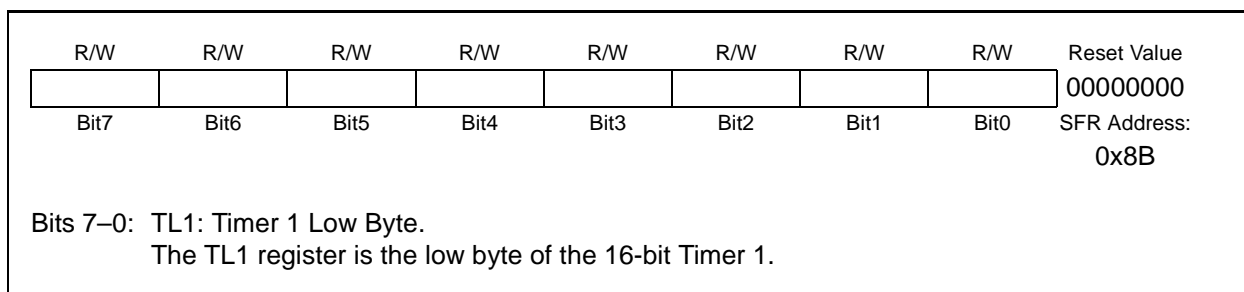 R/W R/W R/W R/W R/W R/W R/W R/W Reset Value
00000000
Bit7 Bit6 Bit5 Bit4 Bit3 Bit2 Bit1 Bit0 SFR Address:
0x8B
Bits 7–0: TL1: Timer 1 Low Byte.
The TL1 register is the low byte of the 16-bit Timer 1.